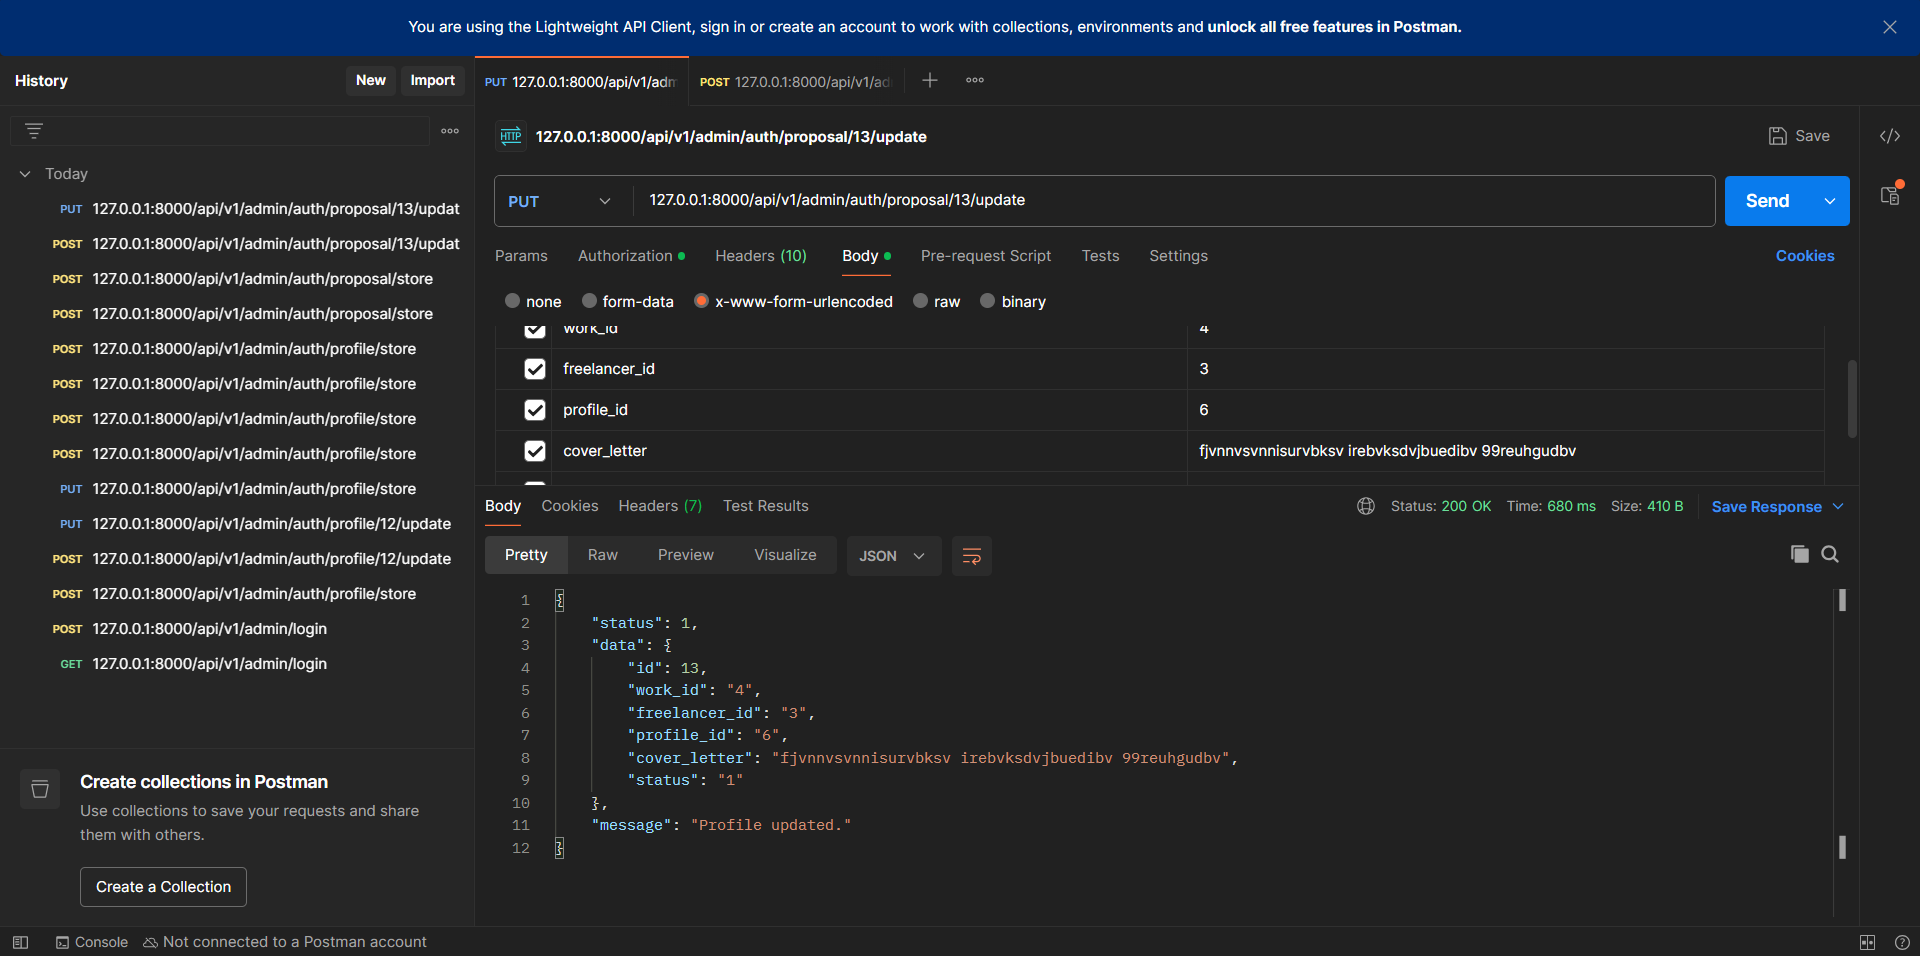 You are using the Lightweight API Client, sign in or create an account to work with collections, environments and unlock all free features in Postman.
History
New
Import
PUT 127.0.0.1:8000/api/v1/adm
POST 127.0.0.1:8000/api/v1/ad
HTTP 127.0.0.1:8000/api/v1/admin/auth/proposal/13/update
Save
Today
PUT 127.0.0.1:8000/api/v1/admin/auth/proposal/13/updat
POST 127.0.0.1:8000/api/v1/admin/auth/proposal/13/updat
POST 127.0.0.1:8000/api/v1/admin/auth/proposal/store
POST 127.0.0.1:8000/api/v1/admin/auth/proposal/store
POST 127.0.0.1:8000/api/v1/admin/auth/profile/store
POST 127.0.0.1:8000/api/v1/admin/auth/profile/store
POST 127.0.0.1:8000/api/v1/admin/auth/profile/store
POST 127.0.0.1:8000/api/v1/admin/auth/profile/store
PUT 127.0.0.1:8000/api/v1/admin/auth/profile/store
PUT 127.0.0.1:8000/api/v1/admin/auth/profile/12/update
POST 127.0.0.1:8000/api/v1/admin/auth/profile/12/update
POST 127.0.0.1:8000/api/v1/admin/auth/profile/store
POST 127.0.0.1:8000/api/v1/admin/login
GET 127.0.0.1:8000/api/v1/admin/login
Create collections in Postman
Use collections to save your requests and share
them with others.
Create a Collection
PUT 127.0.0.1:8000/api/v1/admin/auth/proposal/13/update
Send
Params Authorization Headers (10) Body Pre-request Script Tests Settings Cookies
none form-data x-www-form-urlencoded raw binary
work_id 4
freelancer_id 3
profile_id 6
cover_letter fjvnnvsvnnisurvbksv irebvksdvjbuedibv 99reuhgudbv
Body Cookies Headers (7) Test Results Status: 200 OK Time: 680 ms Size: 410 B Save Response
Pretty Raw Preview Visualize JSON
1 {
2 "status": 1,
3 "data": {
4 "id": 13,
5 "work_id": "4",
6 "freelancer_id": "3",
7 "profile_id": "6",
8 "cover_letter": "fjvnnvsvnnisurvbksv irebvksdvjbuedibv 99reuhgudbv",
9 "status": "1"
10 },
11 "message": "Profile updated."
12 }
Console Not connected to a Postman account